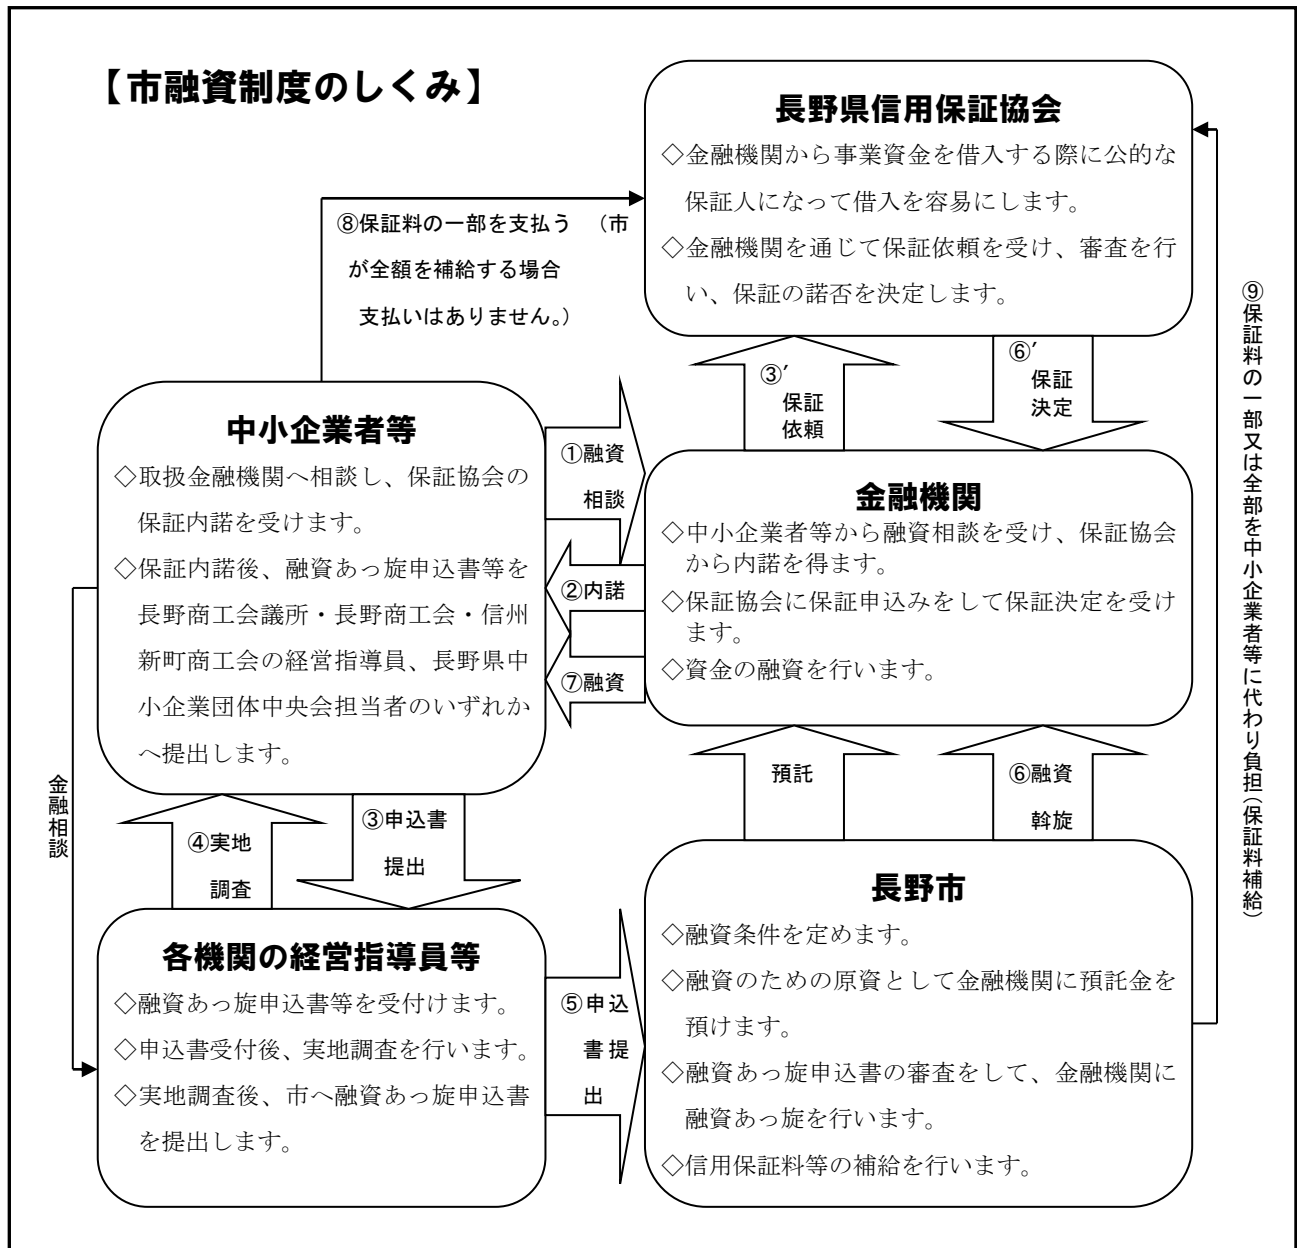 【市融資制度のしくみ】
長野県信用保証協会
◇金融機関から事業資金を借入する際に公的な
保証人になって借入を容易にします。
◇金融機関を通じて保証依頼を受け、審査を行
い、保証の諾否を決定します。
⑧保証料の一部を支払う （市
が全額を補給する場合
支払いはありません。）
⑨保証料の一部又は全部を中小企業者等に代わり負担（保証料補給）
③′
保証
依頼
⑥′
保証
決定
中小企業者等
◇取扱金融機関へ相談し、保証協会の
保証内諾を受けます。
◇保証内諾後、融資あっ旋申込書等を
長野商工会議所・長野商工会・信州
新町商工会の経営指導員、長野県中
小企業団体中央会担当者のいずれか
へ提出します。
①融資
相談
②内諾
⑦融資
金融機関
◇中小企業者等から融資相談を受け、保証協会
から内諾を得ます。
◇保証協会に保証申込みをして保証決定を受け
ます。
◇資金の融資を行います。
金融相談
④実地
調査
③申込書
提出
預託
⑥融資
斡旋
各機関の経営指導員等
◇融資あっ旋申込書等を受付けます。
◇申込書受付後、実地調査を行います。
◇実地調査後、市へ融資あっ旋申込書
を提出します。
⑤申込
書提
出
長野市
◇融資条件を定めます。
◇融資のための原資として金融機関に預託金を
預けます。
◇融資あっ旋申込書の審査をして、金融機関に
融資あっ旋を行います。
◇信用保証料等の補給を行います。